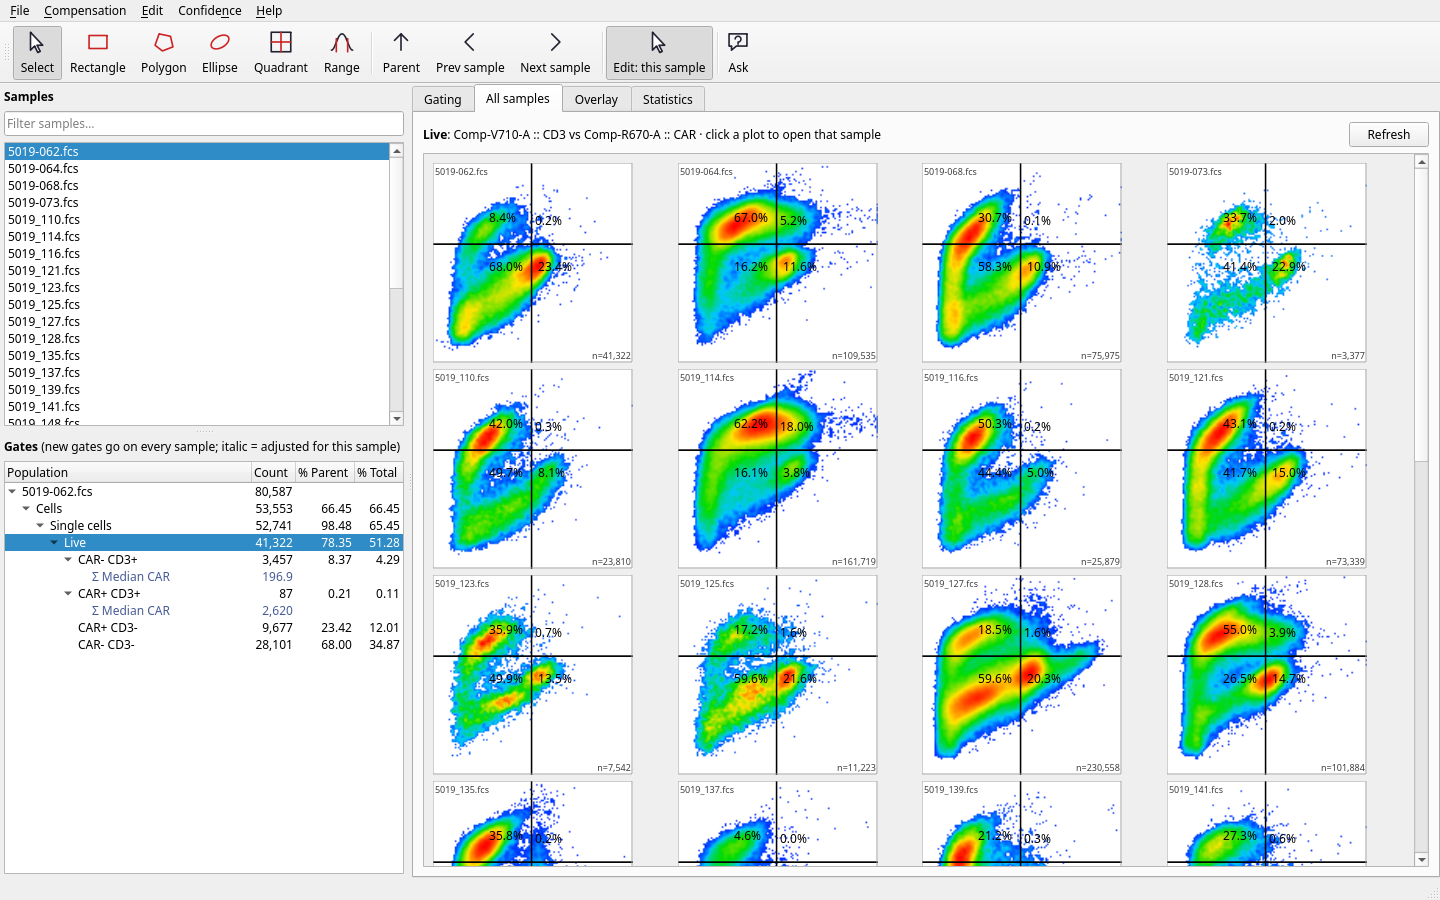 File Compensation Edit Confidence Help
Select Rectangle Polygon Ellipse Quadrant Range Parent Prev sample Next sample Edit: this sample Ask
Samples
Filter samples...
5019-062.fcs
5019-064.fcs
5019-068.fcs
5019-073.fcs
5019_110.fcs
5019_114.fcs
5019_116.fcs
5019_121.fcs
5019_123.fcs
5019_125.fcs
5019_127.fcs
5019_128.fcs
5019_135.fcs
5019_137.fcs
5019_139.fcs
5019_141.fcs
5019_148.fcs
Gates (new gates go on every sample; italic = adjusted for this sample)
Population Count % Parent % Total
5019-062.fcs 80,587
Cells 53,553 66.45 66.45
Single cells 52,741 98.48 65.45
Live 41,322 78.35 51.28
CAR- CD3+ 3,457 8.37 4.29
Σ Median CAR 196.9
CAR+ CD3+ 87 0.21 0.11
Σ Median CAR 2,620
CAR+ CD3- 9,677 23.42 12.01
CAR- CD3- 28,101 68.00 34.87
Gating All samples Overlay Statistics
Live: Comp-V710-A :: CD3 vs Comp-R670-A :: CAR · click a plot to open that sample
Refresh
5019-062.fcs
8.4% 0.2%
68.0% 23.4%
n=41,322
5019-064.fcs
67.0% 5.2%
16.2% 11.6%
n=109,535
5019-068.fcs
30.7% 0.1%
58.3% 10.9%
n=75,975
5019-073.fcs
33.7% 2.0%
41.4% 22.9%
n=3,377
5019_110.fcs
42.0% 0.3%
49.7% 8.1%
n=23,810
5019_114.fcs
62.2% 18.0%
16.1% 3.8%
n=161,719
5019_116.fcs
50.3% 0.2%
44.4% 5.0%
n=25,879
5019_121.fcs
43.1% 0.2%
41.7% 15.0%
n=73,339
5019_123.fcs
35.9% 0.7%
49.9% 13.5%
n=7,542
5019_125.fcs
17.2% 1.6%
59.6% 21.6%
n=11,223
5019_127.fcs
18.5% 1.6%
59.6% 20.3%
n=230,558
5019_128.fcs
55.0% 3.9%
26.5% 14.7%
n=101,884
5019_135.fcs
35.8% 0.2%
5019_137.fcs
4.6% 0.0%
5019_139.fcs
21.2% 0.3%
5019_141.fcs
27.3% 0.6%